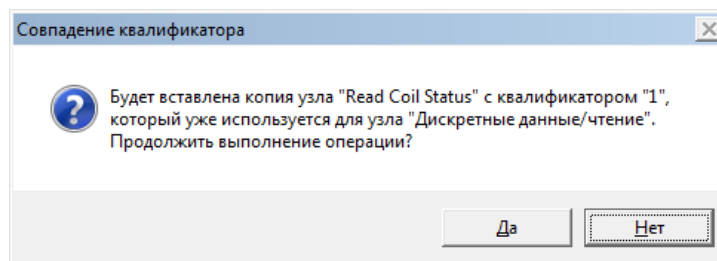 Совпадение квалификатора
Будет вставлена копия узла "Read Coil Status" с квалификатором "1",
который уже используется для узла "Дискретные данные/чтение".
Продолжить выполнение операции?
Да
Нет